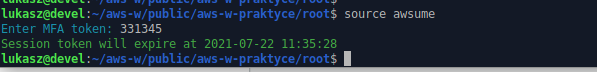 lukasz@devel:~/aws-w/public/aws-w-praktyce/root$ source awsume
Enter MFA token: 331345
Session token will expire at 2021-07-22 11:35:28
lukasz@devel:~/aws-w/public/aws-w-praktyce/root$